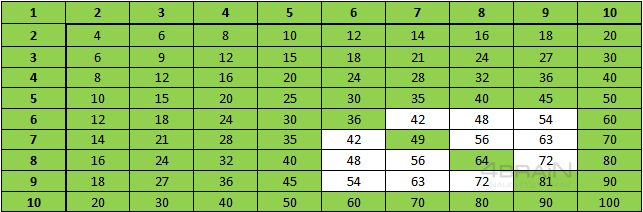 1 2 3 4 5 6 7 8 9 10
2 4 6 8 10 12 14 16 18 20
3 6 9 12 15 18 21 24 27 30
4 8 12 16 20 24 28 32 36 40
5 10 15 20 25 30 35 40 45 50
6 12 18 24 30 36 42 48 54 60
7 14 21 28 35 42 49 56 63 70
8 16 24 32 40 48 56 64 72 80
9 18 27 36 45 54 63 72 81 90
10 20 30 40 50 60 70 80 90 100
4BRAIN